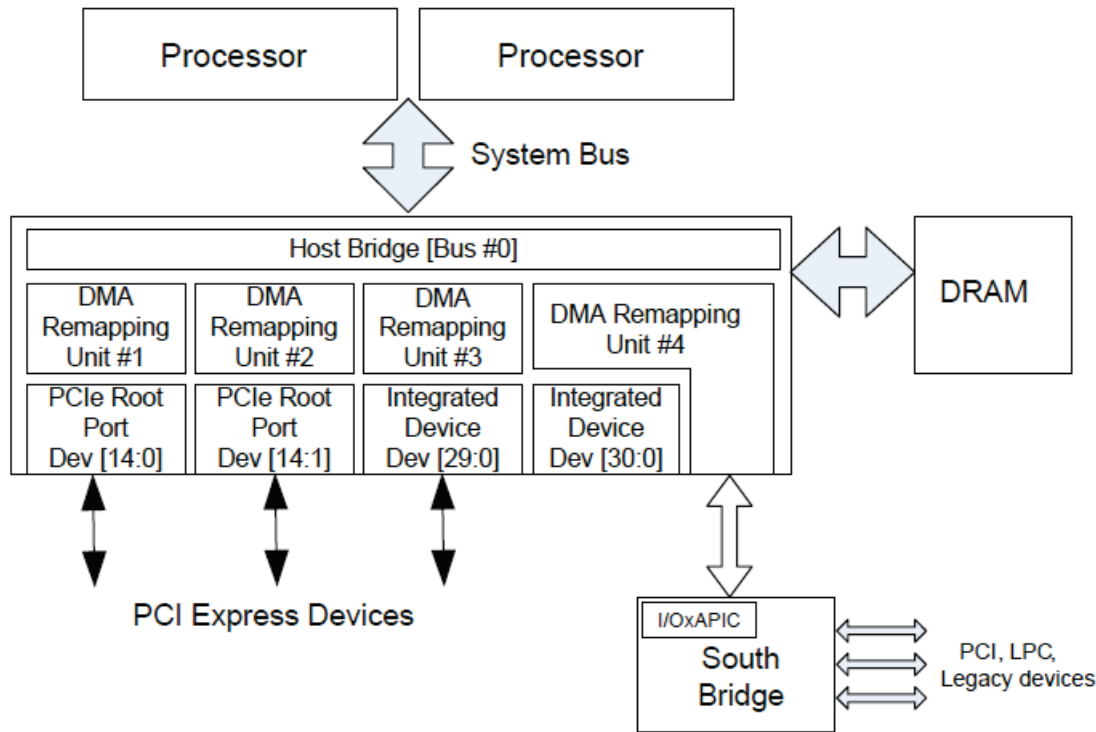 Processor
Processor
System Bus
Host Bridge [Bus #0]
DRAM
DMA
Remapping
Unit #1
DMA
Remapping
Unit #2
DMA
Remapping
Unit #3
DMA Remapping
Unit #4
PCIe Root
Port
Dev [14:0]
PCIe Root
Port
Dev [14:1]
Integrated
Device
Dev [29:0]
Integrated
Device
Dev [30:0]
PCI Express Devices
I/OxAPIC
South
Bridge
PCI, LPC,
Legacy devices